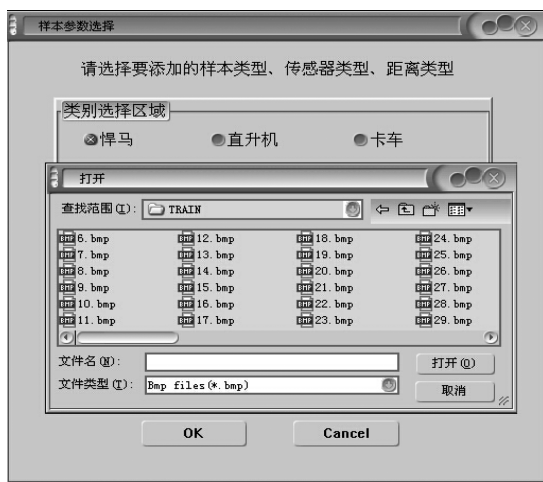 样本参数选择
请选择要添加的样本类型、传感器类型、距离类型
类别选择区域
悍马 直升机 卡车
打开
查找范围(I): TRAIN
6.bmp 12.bmp 18.bmp 24.bmp
7.bmp 13.bmp 19.bmp 25.bmp
8.bmp 14.bmp 20.bmp 26.bmp
9.bmp 15.bmp 21.bmp 27.bmp
10.bmp 16.bmp 22.bmp 28.bmp
11.bmp 17.bmp 23.bmp 29.bmp
文件名(N): 打开(O)
文件类型(T): Bmp files(*.bmp) 取消
OK Cancel